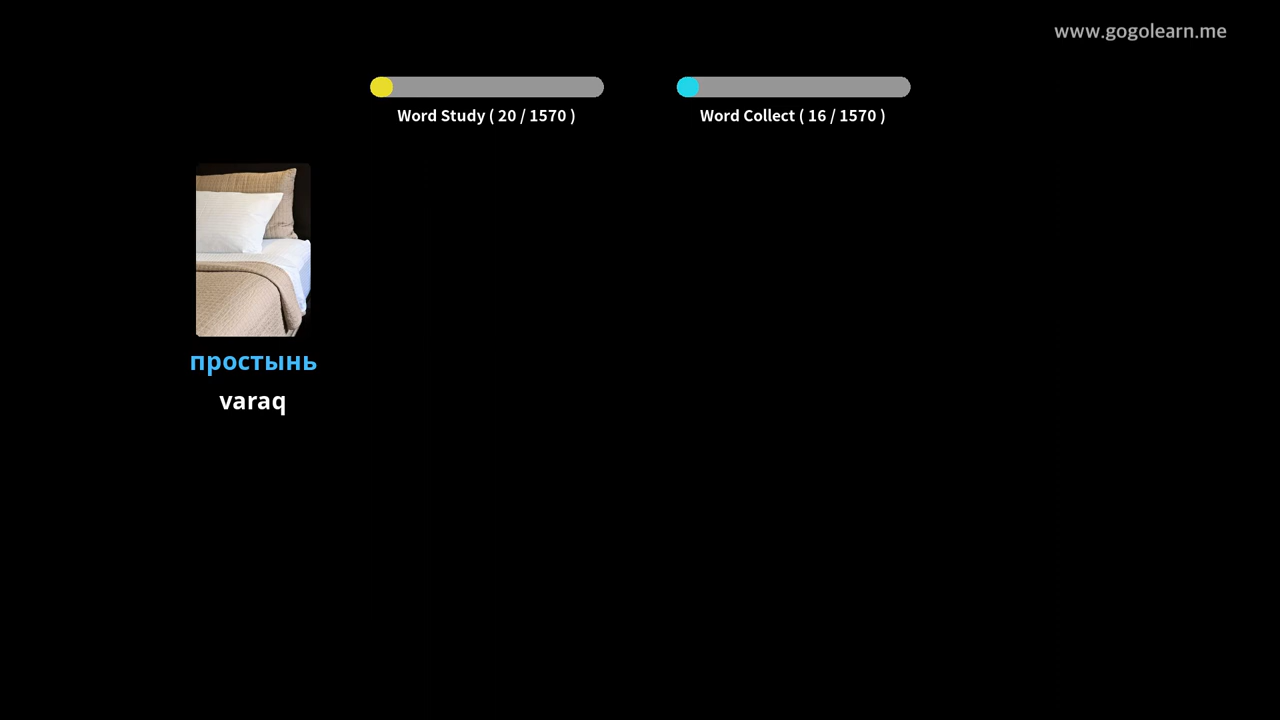 www.gogolearn.me
Word Study ( 20 / 1570 )
Word Collect ( 16 / 1570 )
простынь
varaq